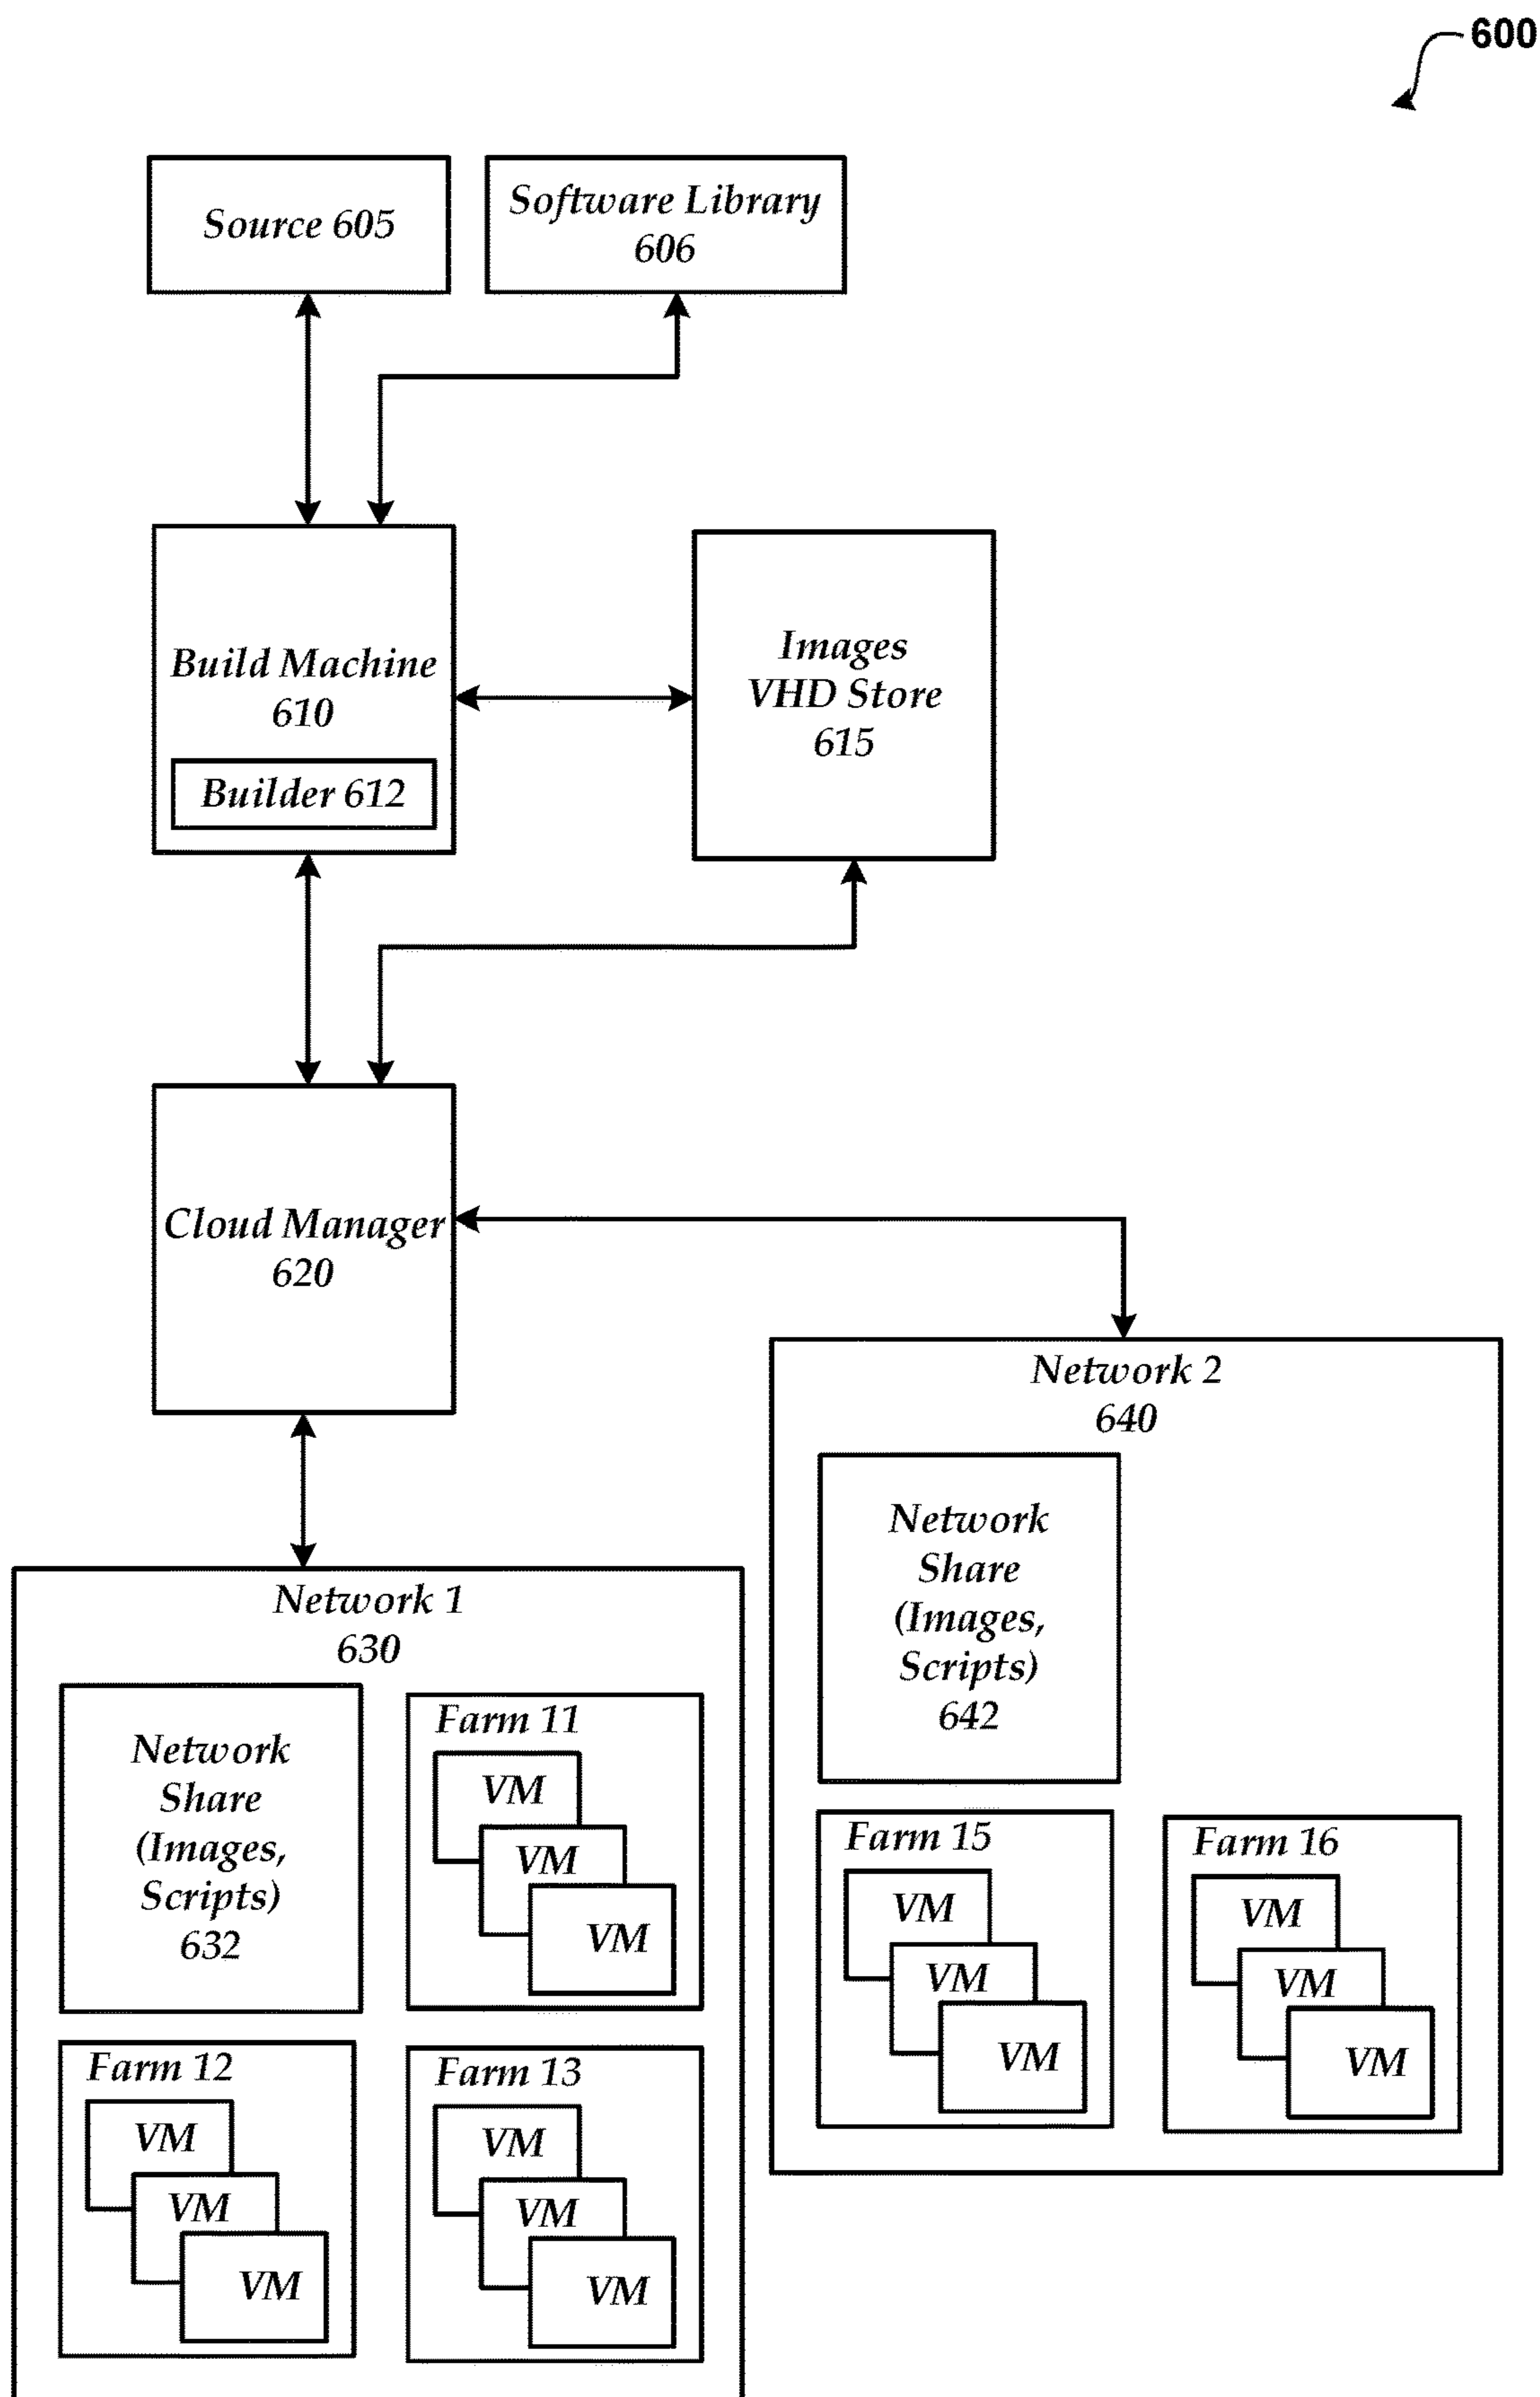 600
Source 605
Software Library
606
Build Machine
610
Builder 612
Images
VHD Store
615
Cloud Manager
620
Network 2
640
Network
Share
(Images,
Scripts)
642
Farm 15
VM
VM
VM
Farm 16
VM
VM
VM
Network 1
630
Network
Share
(Images,
Scripts)
632
Farm 11
VM
VM
VM
Farm 12
VM
VM
VM
Farm 13
VM
VM
VM